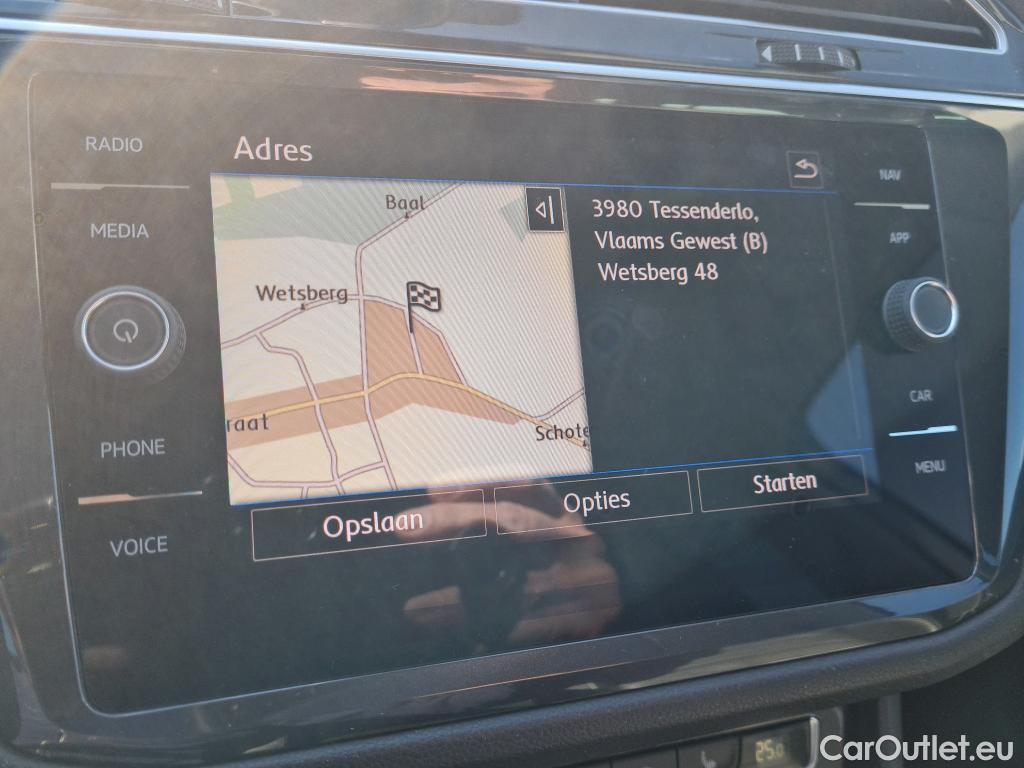 RADIO
MEDIA
PHONE
VOICE
Adres
Baal
Wetsberg
raat
Schote
3980 Tessenderlo,
Vlaams Gewest (B)
Wetsberg 48
Opslaan
Opties
Starten
NAV
APP
CAR
MENU
25.0
CarOutlet.eu